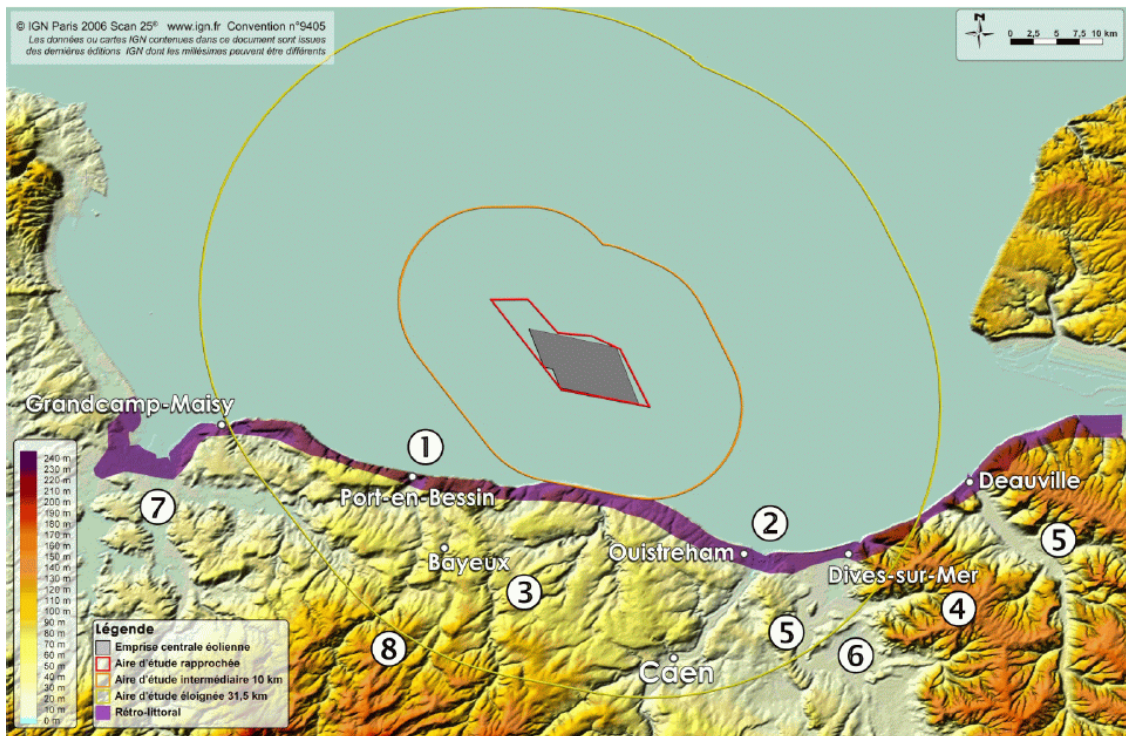 © IGN Paris 2006 Scan 25® www.ign.fr Convention n°9405
Les données ou cartes IGN contenues dans ce document sont issues
des dernières éditions IGN dont les millésimes peuvent être différents
N
0 2,5 5 7,5 10 km
Grandcamp-Maisy
1
Port-en-Bessin
Deauville
7
2
5
Ouistreham
Bayeux
Dives-sur-Mer
3
4
5
6
8
Caen
240 m
230 m
220 m
210 m
200 m
190 m
180 m
170 m
160 m
150 m
140 m
130 m
120 m
110 m
100 m
90 m
80 m
70 m
60 m
50 m
40 m
30 m
20 m
10 m
0 m
Légende
Emprise centrale éolienne
Aire d'étude rapprochée
Aire d'étude intermédiaire 10 km
Aire d'étude éloignée 31,5 km
Rétro-littoral